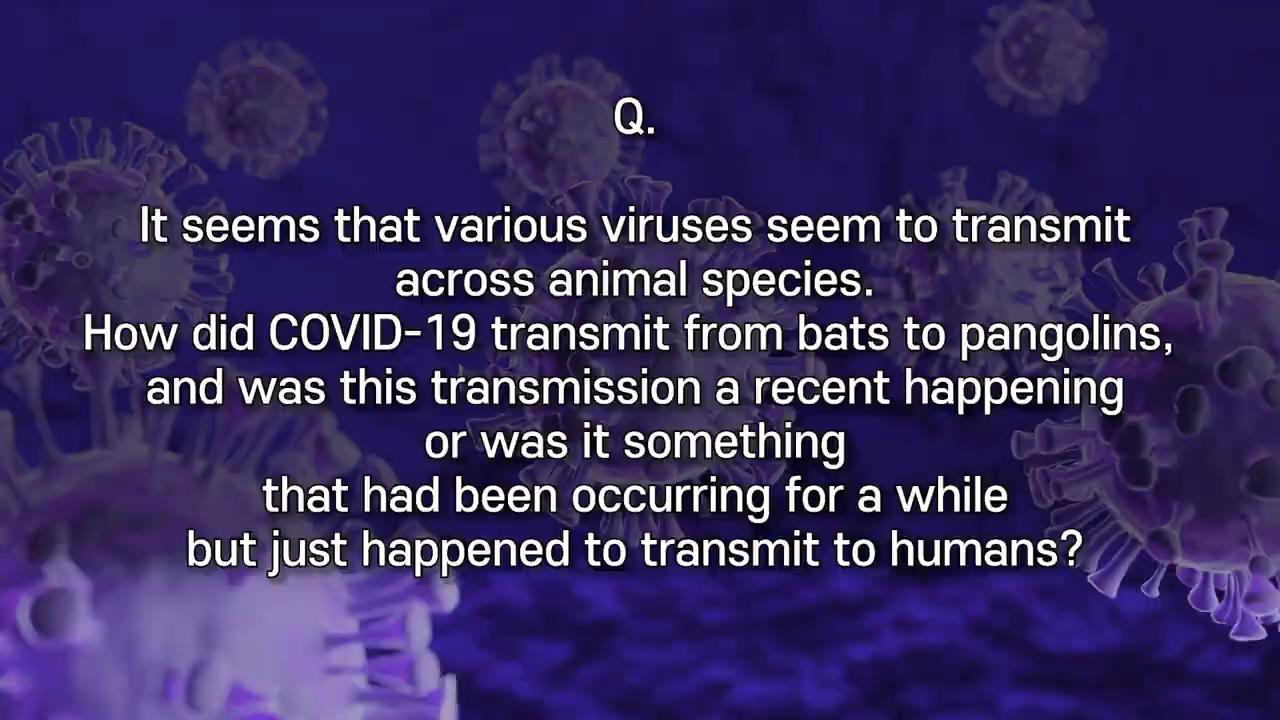 Q.
It seems that various viruses seem to transmit
across animal species.
How did COVID-19 transmit from bats to pangolins,
and was this transmission a recent happening
or was it something
that had been occurring for a while
but just happened to transmit to humans?